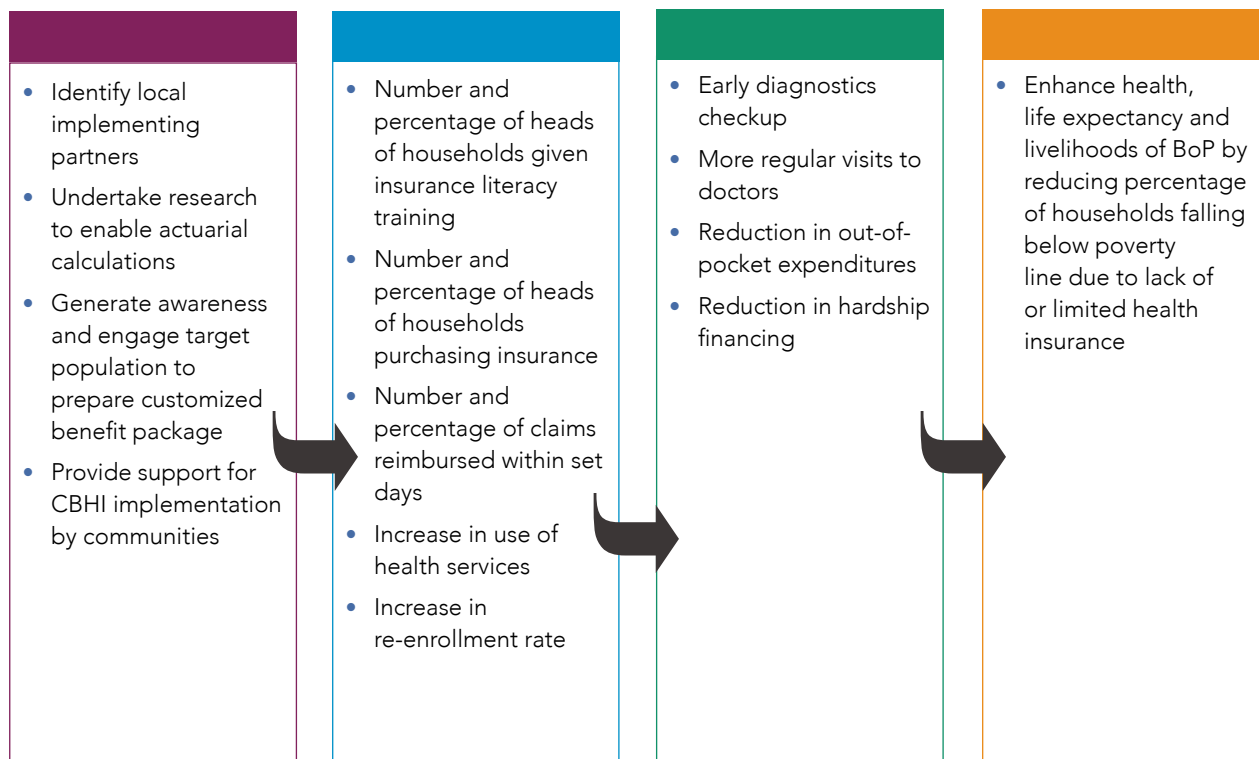 • Identify local
implementing
partners
• Undertake research
to enable actuarial
calculations
• Generate awareness
and engage target
population to
prepare customized
benefit package
• Provide support for
CBHI implementation
by communities
• Number and
percentage of heads
of households given
insurance literacy
training
• Number and
percentage of heads
of households
purchasing insurance
• Number and
percentage of claims
reimbursed within set
days
• Increase in use of
health services
• Increase in
re-enrollment rate
• Early diagnostics
checkup
• More regular visits to
doctors
• Reduction in out-of-
pocket expenditures
• Reduction in hardship
financing
• Enhance health,
life expectancy and
livelihoods of BoP by
reducing percentage
of households falling
below poverty
line due to lack of
or limited health
insurance